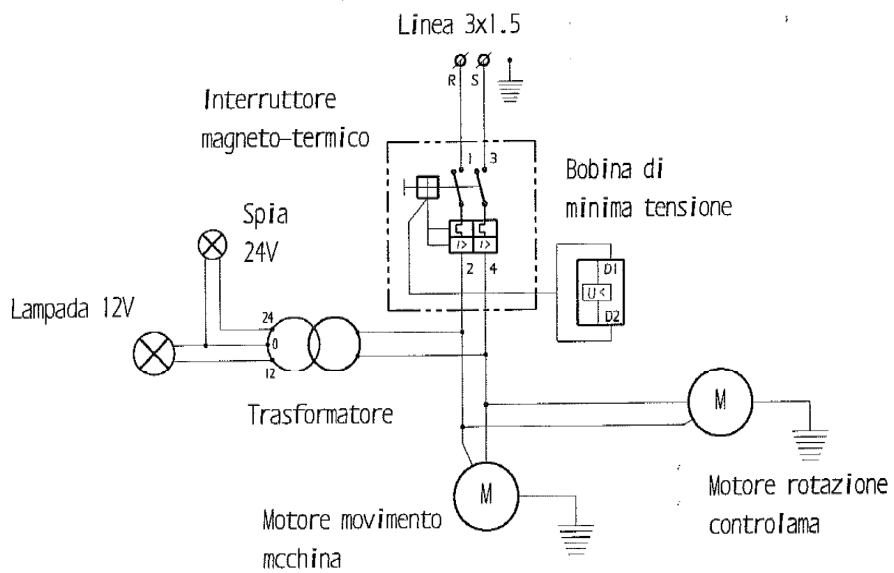 Linea 3x1.5
R S
Interruttore
magneto-termico
1 3
Bobina di
minima tensione
Spia
24V
I> I>
2 4
D1
U<
D2
Lampada 12V
24
0
12
Trasformatore
M
M
Motore rotazione
controlama
Motore movimento
mcchina